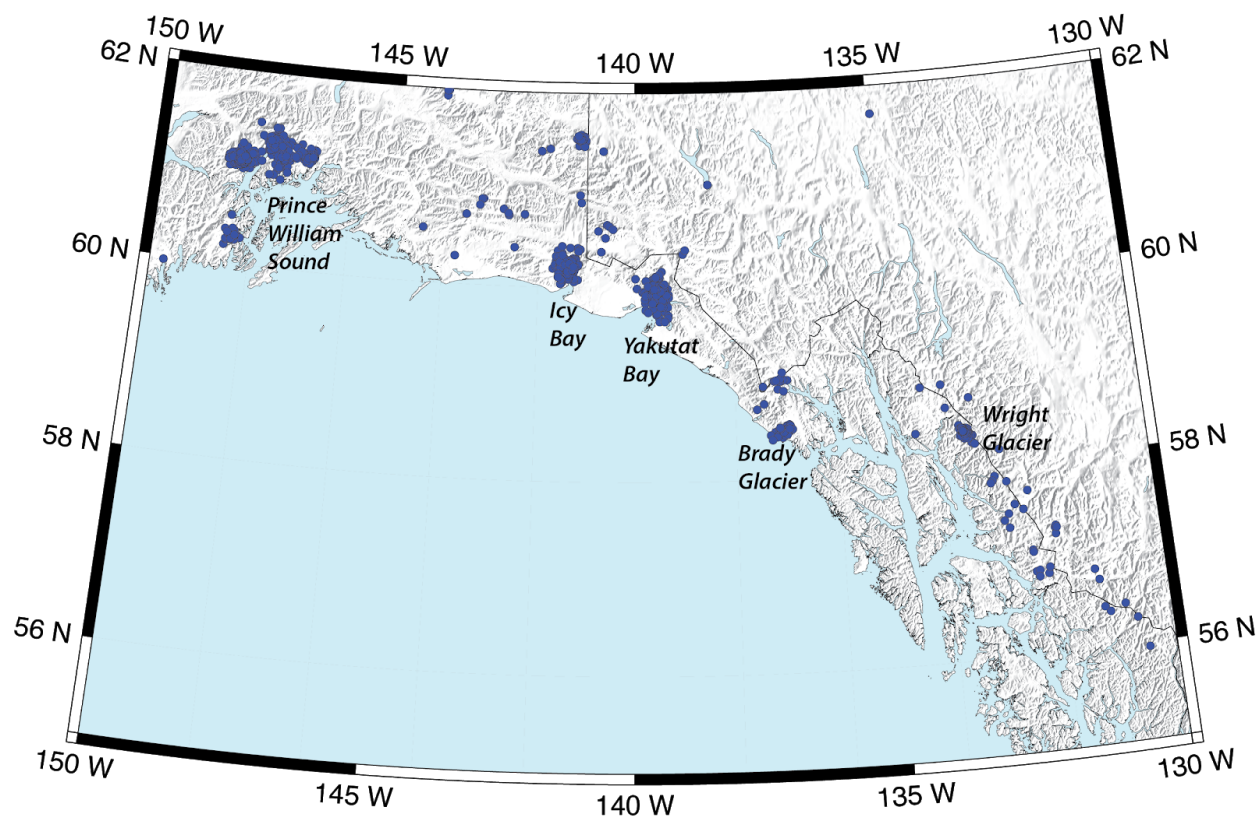 150 W
145 W
140 W
135 W
130 W
62 N
62 N
Prince
William
Sound
60 N
60 N
Icy
Bay
Yakutat
Bay
Wright
Glacier
58 N
58 N
Brady
Glacier
56 N
56 N
150 W
145 W
140 W
135 W
130 W